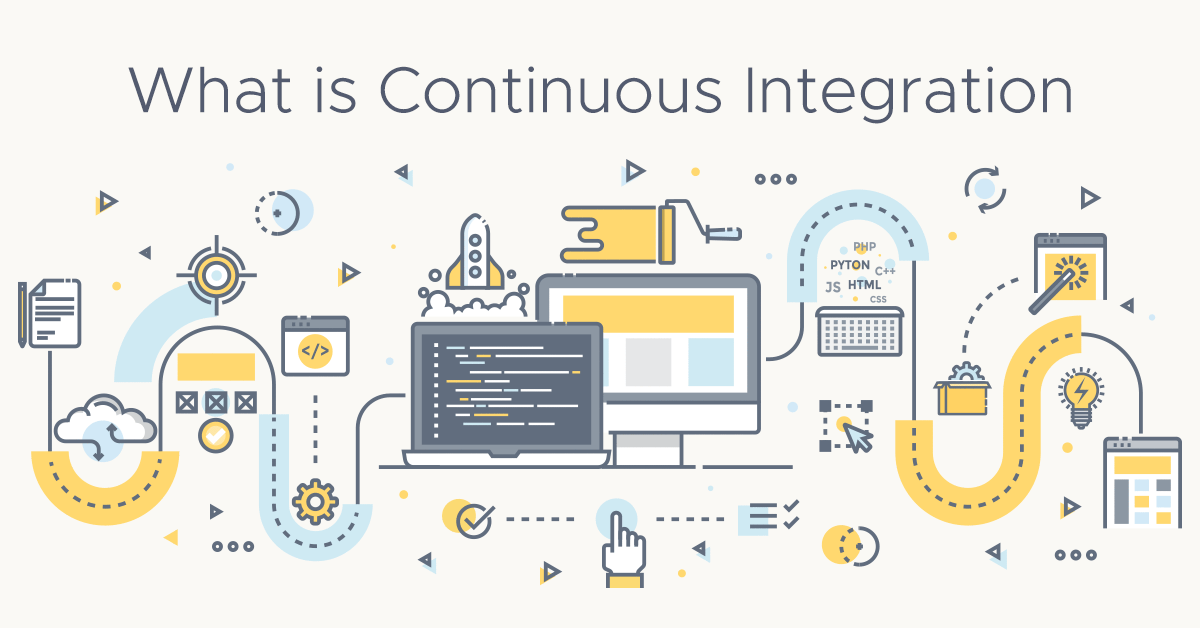 What is Continuous Integration
PHP
PYTON
C++
JS
HTML
CSS
</>